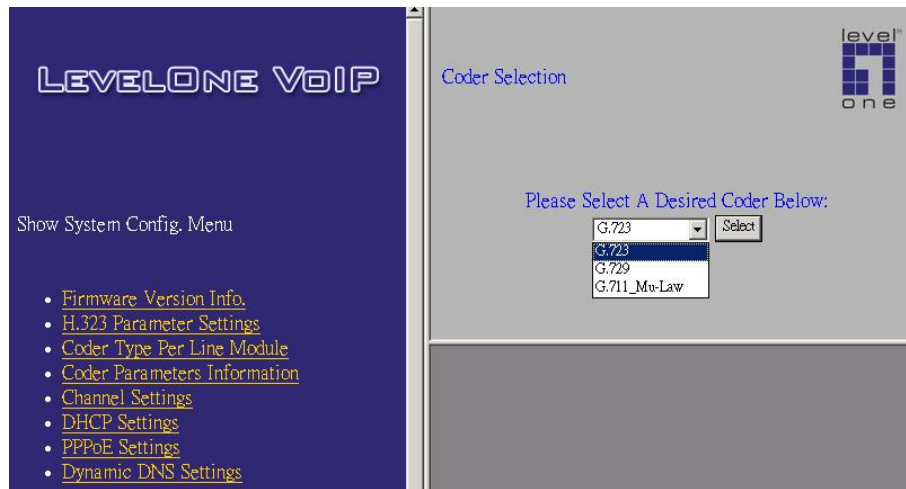 LEVELONE VOIP
Show System Config. Menu
Firmware Version Info.
H.323 Parameter Settings
Coder Type Per Line Module
Coder Parameters Information
Channel Settings
DHCP Settings
PPPoE Settings
Dynamic DNS Settings
Coder Selection
level™
one
Please Select A Desired Coder Below:
G.723 Select
G.723
G.729
G.711_Mu-Law